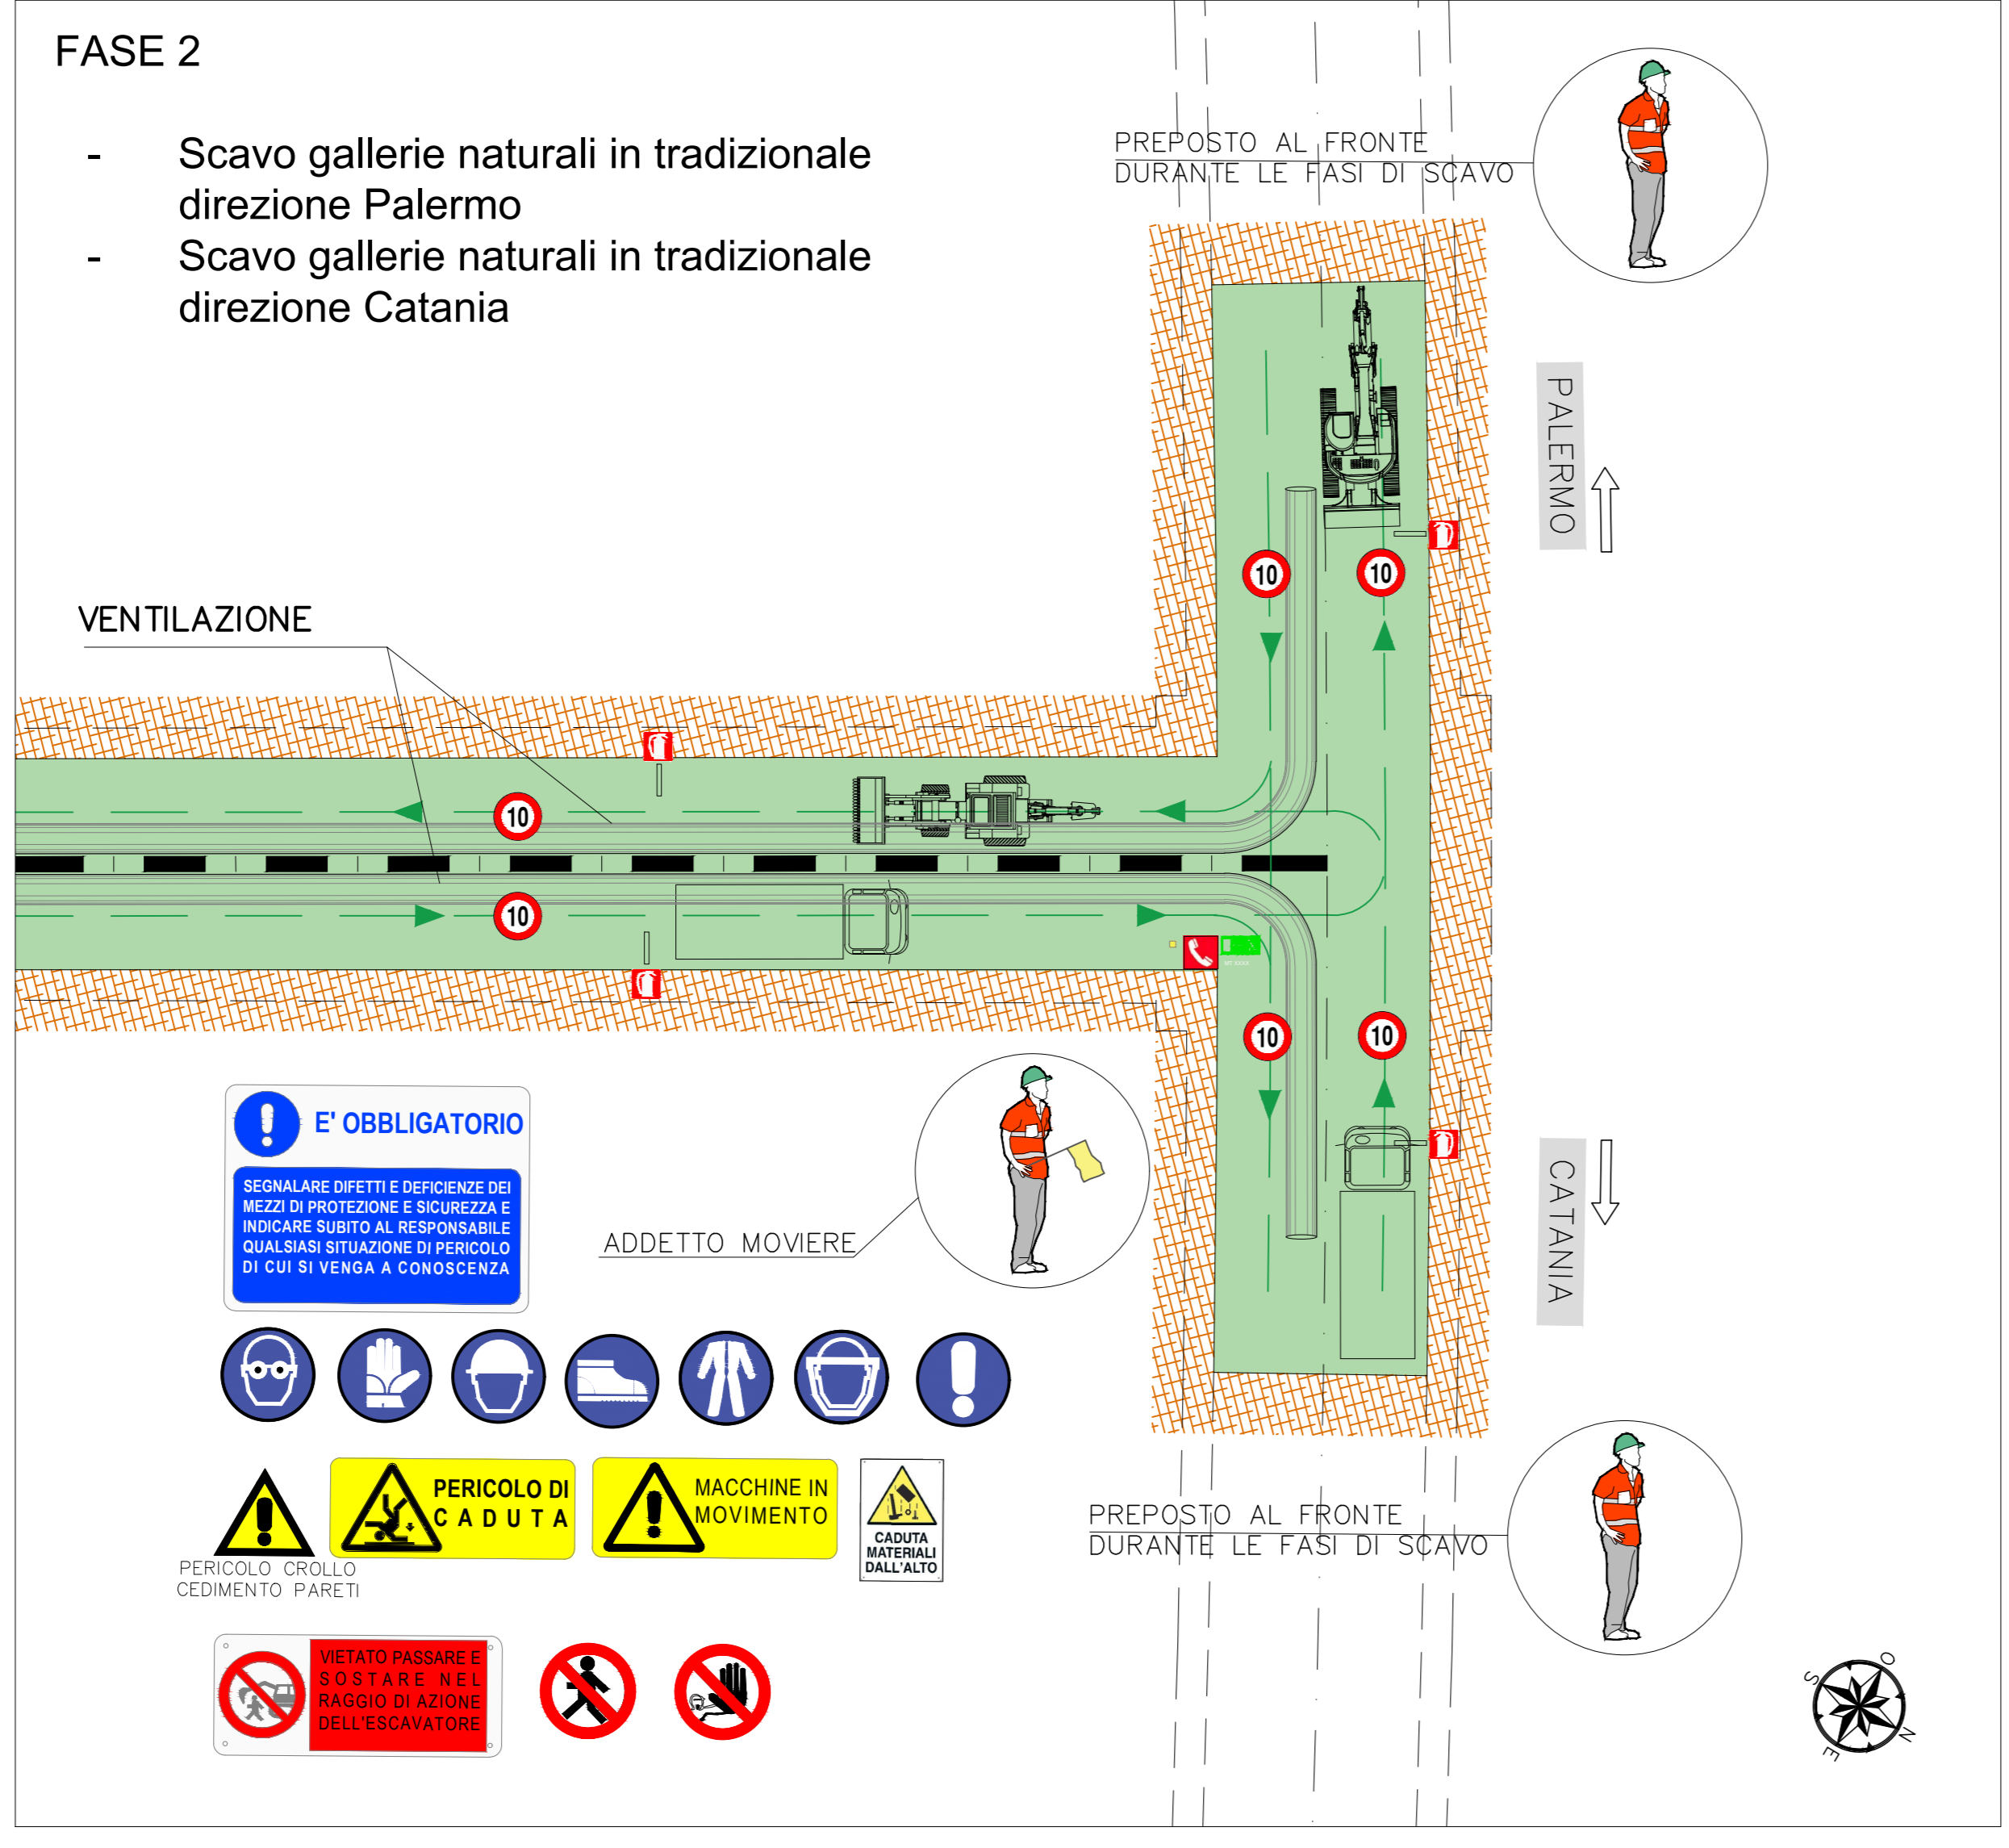 FASE 2
- Scavo gallerie naturali in tradizionale
direzione Palermo
- Scavo gallerie naturali in tradizionale
direzione Catania
PREPOSTO AL FRONTE
DURANTE LE FASI DI SCAVO
PALERMO
VENTILAZIONE
10
10
10
10
10
10
E' OBBLIGATORIO
SEGNALARE DIFETTI E DEFICIENZE DEI
MEZZI DI PROTEZIONE E SICUREZZA E
INDICARE SUBITO AL RESPONSABILE
QUALSIASI SITUAZIONE DI PERICOLO
DI CUI SI VENGA A CONOSCENZA
ADDETTO MOVIERE
CATANIA
PERICOLO CROLLO
CEDIMENTO PARETI
PERICOLO DI
CADUTA
MACCHINE IN
MOVIMENTO
CADUTA
MATERIALI
DALL'ALTO
PREPOSTO AL FRONTE
DURANTE LE FASI DI SCAVO
VIETATO PASSARE E
SOSTARE NEL
RAGGIO DI AZIONE
DELL'ESCAVATORE
S
O
E
N